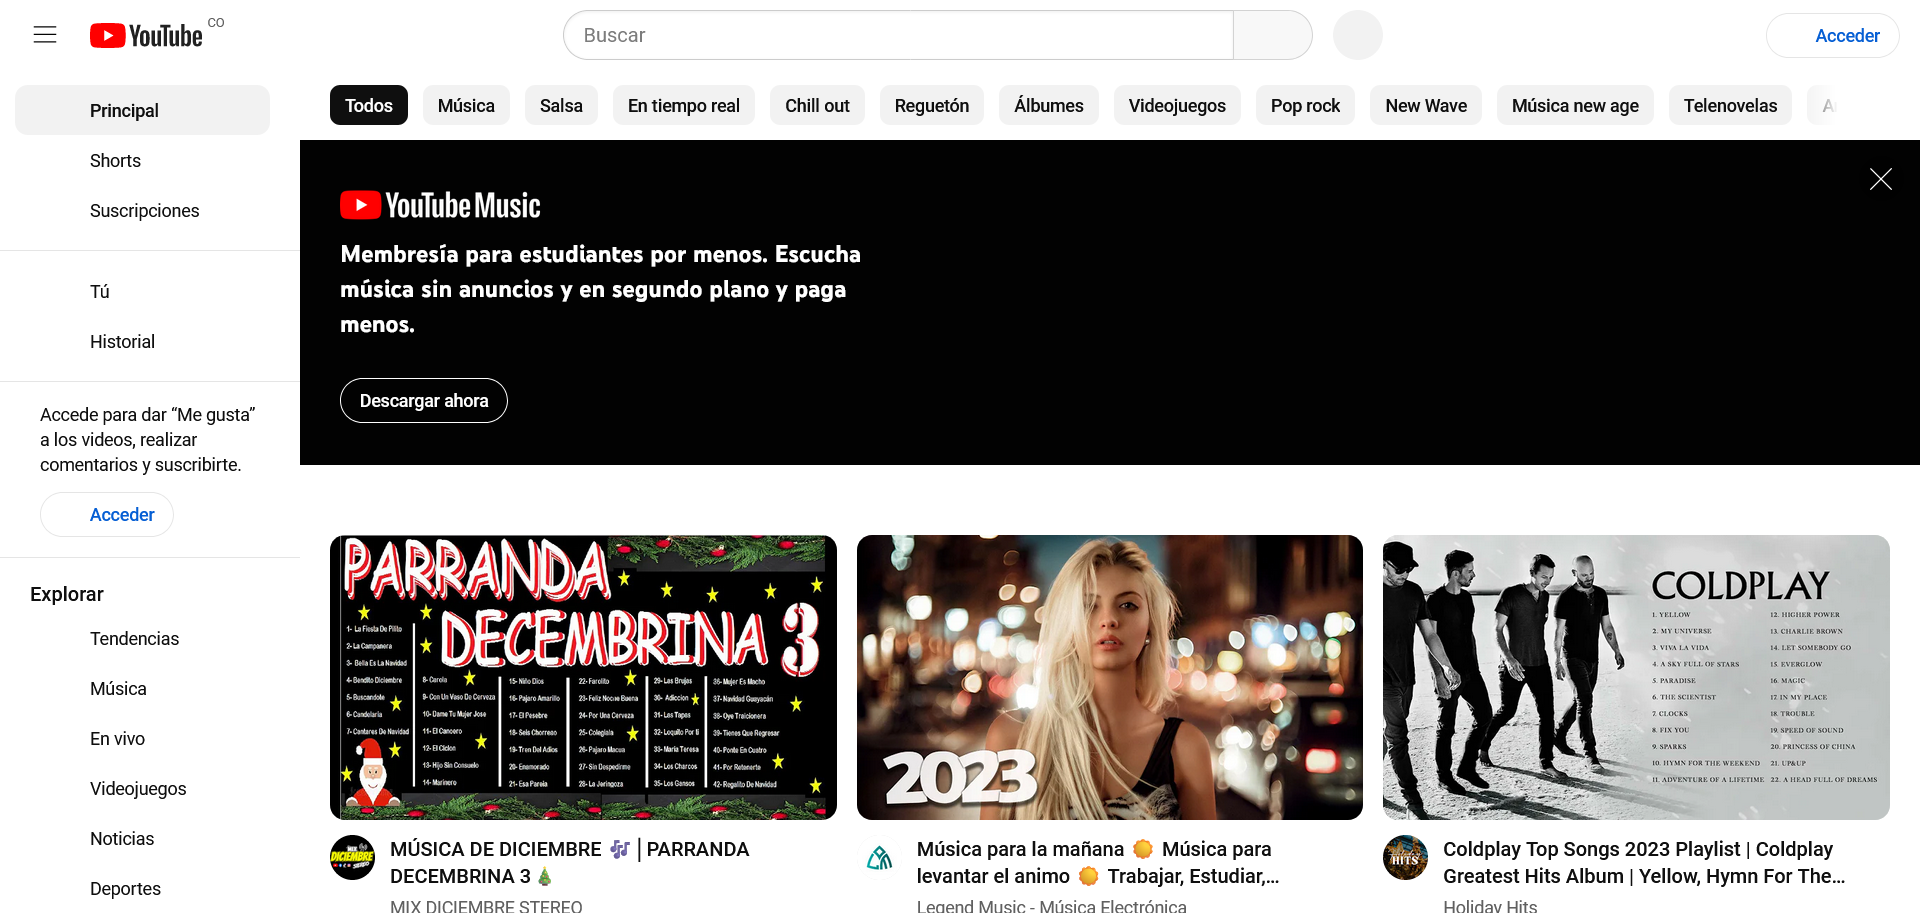 YouTube CO
Buscar
Acceder
Principal
Shorts
Suscripciones
Tú
Historial
Accede para dar “Me gusta”
a los videos, realizar
comentarios y suscribirte.
Acceder
Explorar
Tendencias
Música
En vivo
Videojuegos
Noticias
Deportes
Todos
Música
Salsa
En tiempo real
Chill out
Reguetón
Álbumes
Videojuegos
Pop rock
New Wave
Música new age
Telenovelas
YouTube Music
Membresía para estudiantes por menos. Escucha
música sin anuncios y en segundo plano y paga
menos.
Descargar ahora
PARRANDA
DECEMBRINA 3
1- La Fiesta De Pilito
2- La Campanera
3- Bella Es La Navidad
4- Bendito Diciembre
5- Buscandole
6- Candelaria
7- Cantares De Navidad
8- Carola
9- Con Un Vaso De Cerveza
10- Dame Tu Mujer Jose
11- El Cancero
12- El Ciclon
13- Hijo Sin Consuelo
14- Marinero
15- Niño Dios
16- Pajaro Amarillo
17- El Pesebre
18- Seis Chorreao
19- Tren Del Adios
20- Enamorado
21- Esa Pareja
22- Farolito
23- Feliz Noche Buena
24- Por Una Cerveza
25- Colegiala
26- Pajaro Macua
27- Sin Despedirme
28- La Jeringoza
29- Las Brujas
30- Adiccion
31- Las Tapas
32- Loquito Por ti
33- Maria Teresa
34- Los Charcos
35- Los Gansos
36- Mujer Es Macho
37- Navidad Guayacán
38- Oye Traicionera
39- Tienes Que Regresar
40- Ponte En Cuatro
41- Por Retenerte
42- Regalito De Navidad
MIX
DICIEMBRE
STEREO
MÚSICA DE DICIEMBRE 🎶 | PARRANDA
DECEMBRINA 3🎄
MIX DICIEMBRE STEREO
2023
Música para la mañana 🌞 Música para
levantar el animo 🌞 Trabajar, Estudiar,...
Legend Music - Música Electrónica
COLDPLAY
1. YELLOW
2. MY UNIVERSE
3. VIVA LA VIDA
4. A SKY FULL OF STARS
5. PARADISE
6. THE SCIENTIST
7. CLOCKS
8. FIX YOU
9. SPARKS
10. HYMN FOR THE WEEKEND
11. ADVENTURE OF A LIFETIME
12. HIGHER POWER
13. CHARLIE BROWN
14. LET SOMEBODY GO
15. EVERGLOW
16. MAGIC
17. IN MY PLACE
18. TROUBLE
19. SPEED OF SOUND
20. PRINCESS OF CHINA
21. UP&UP
22. A HEAD FULL OF DREAMS
HITS
Coldplay Top Songs 2023 Playlist | Coldplay
Greatest Hits Album | Yellow, Hymn For The...
Holiday Hits